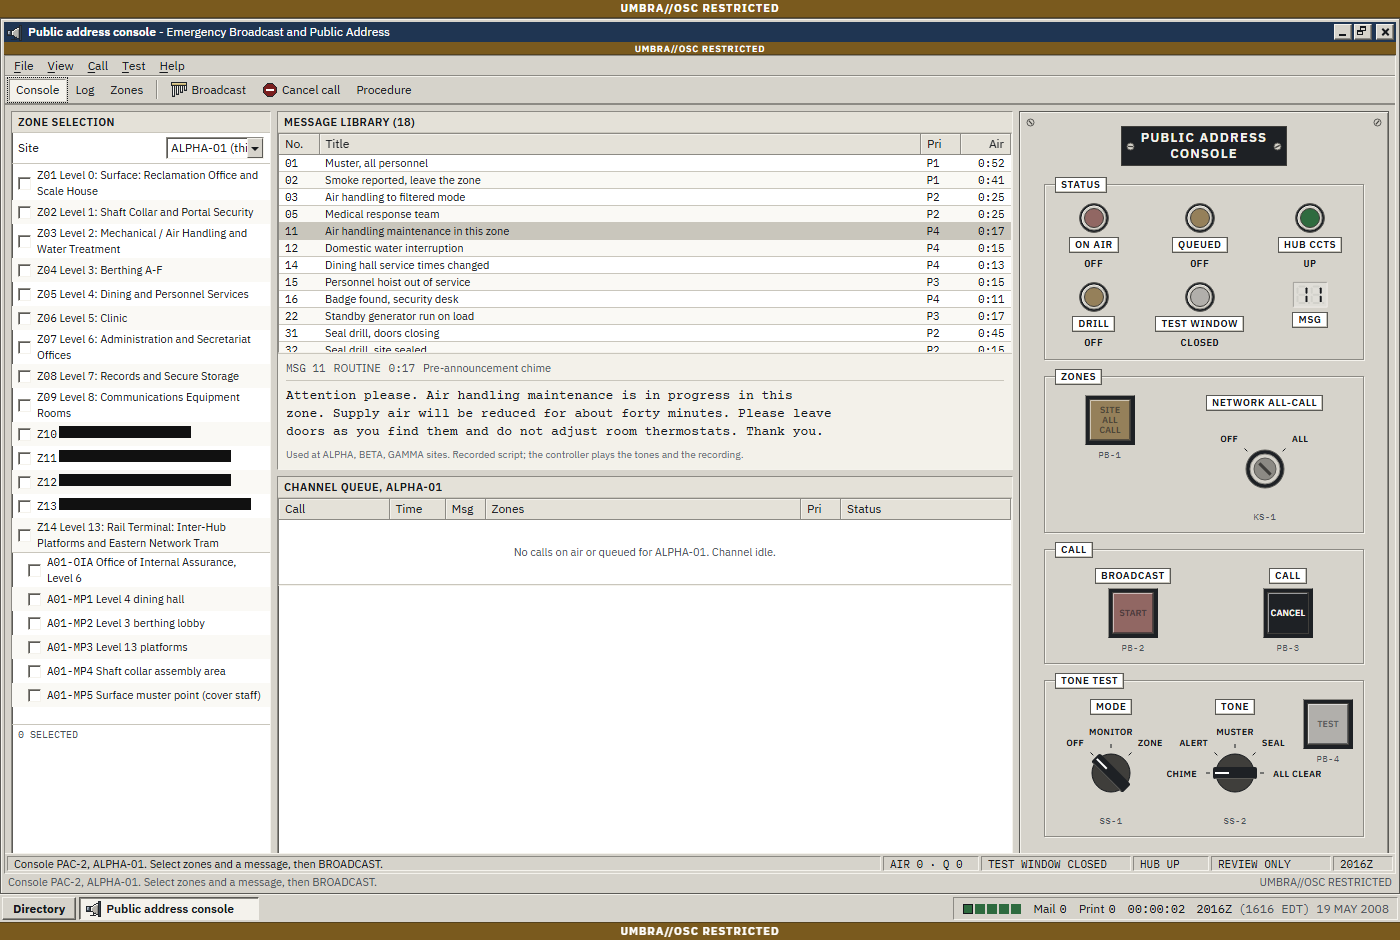 UMBRA//OSC RESTRICTED
Public address console - Emergency Broadcast and Public Address
UMBRA//OSC RESTRICTED
File View Call Test Help
Console Log Zones Broadcast Cancel call Procedure
ZONE SELECTION
Site ALPHA-01 (thi
Z01 Level 0: Surface: Reclamation Office and
Scale House
Z02 Level 1: Shaft Collar and Portal Security
Z03 Level 2: Mechanical / Air Handling and
Water Treatment
Z04 Level 3: Berthing A-F
Z05 Level 4: Dining and Personnel Services
Z06 Level 5: Clinic
Z07 Level 6: Administration and Secretariat
Offices
Z08 Level 7: Records and Secure Storage
Z09 Level 8: Communications Equipment
Rooms
Z10
Z11
Z12
Z13
Z14 Level 13: Rail Terminal: Inter-Hub
Platforms and Eastern Network Tram
A01-OIA Office of Internal Assurance,
Level 6
A01-MP1 Level 4 dining hall
A01-MP2 Level 3 berthing lobby
A01-MP3 Level 13 platforms
A01-MP4 Shaft collar assembly area
A01-MP5 Surface muster point (cover staff)
0 SELECTED
MESSAGE LIBRARY (18)
No. Title Pri Air
01 Muster, all personnel P1 0:52
02 Smoke reported, leave the zone P1 0:41
03 Air handling to filtered mode P2 0:25
05 Medical response team P2 0:25
11 Air handling maintenance in this zone P4 0:17
12 Domestic water interruption P4 0:15
14 Dining hall service times changed P4 0:13
15 Personnel hoist out of service P3 0:15
16 Badge found, security desk P4 0:11
22 Standby generator run on load P3 0:17
31 Seal drill, doors closing P2 0:45
32 Seal drill, site sealed P2 0:15
MSG 11 ROUTINE 0:17 Pre-announcement chime
Attention please. Air handling maintenance is in progress in this
zone. Supply air will be reduced for about forty minutes. Please leave
doors as you find them and do not adjust room thermostats. Thank you.
Used at ALPHA, BETA, GAMMA sites. Recorded script; the controller plays the tones and the recording.
CHANNEL QUEUE, ALPHA-01
Call Time Msg Zones Pri Status
No calls on air or queued for ALPHA-01. Channel idle.
PUBLIC ADDRESS
CONSOLE
STATUS
ON AIR QUEUED HUB CCTS
OFF OFF UP
11
DRILL TEST WINDOW MSG
OFF CLOSED
ZONES
SITE
ALL
CALL
PB-1
NETWORK ALL-CALL
OFF ALL
KS-1
CALL
BROADCAST CALL
START CANCEL
PB-2 PB-3
TONE TEST
MODE TONE
OFF MONITOR ZONE
CHIME ALERT MUSTER SEAL ALL CLEAR
TEST
PB-4
SS-1 SS-2
Console PAC-2, ALPHA-01. Select zones and a message, then BROADCAST. AIR 0 · Q 0 TEST WINDOW CLOSED HUB UP REVIEW ONLY 2016Z
Console PAC-2, ALPHA-01. Select zones and a message, then BROADCAST. UMBRA//OSC RESTRICTED
Directory Public address console Mail 0 Print 0 00:00:02 2016Z (1616 EDT) 19 MAY 2008
UMBRA//OSC RESTRICTED